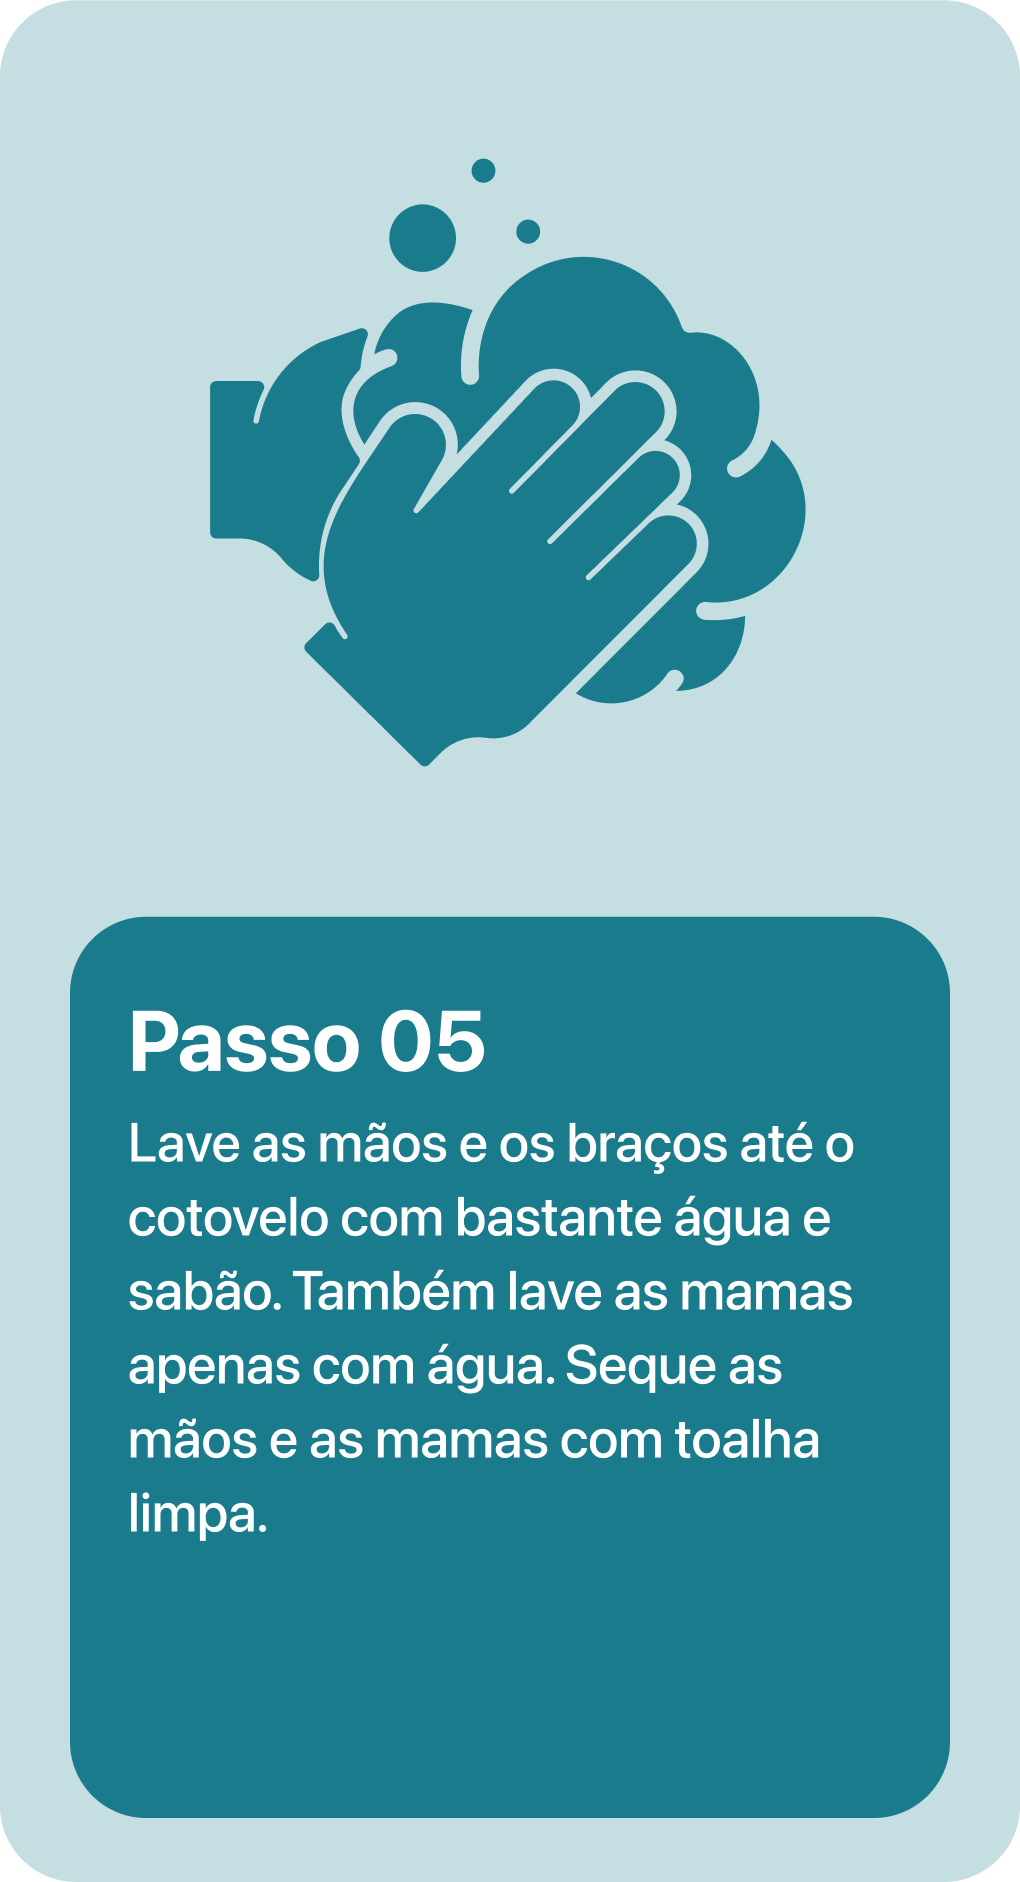 Passo 05
Lave as mãos e os braços até o
cotovelo com bastante água e
sabão. Também lave as mamas
apenas com água. Seque as
mãos e as mamas com toalha
limpa.